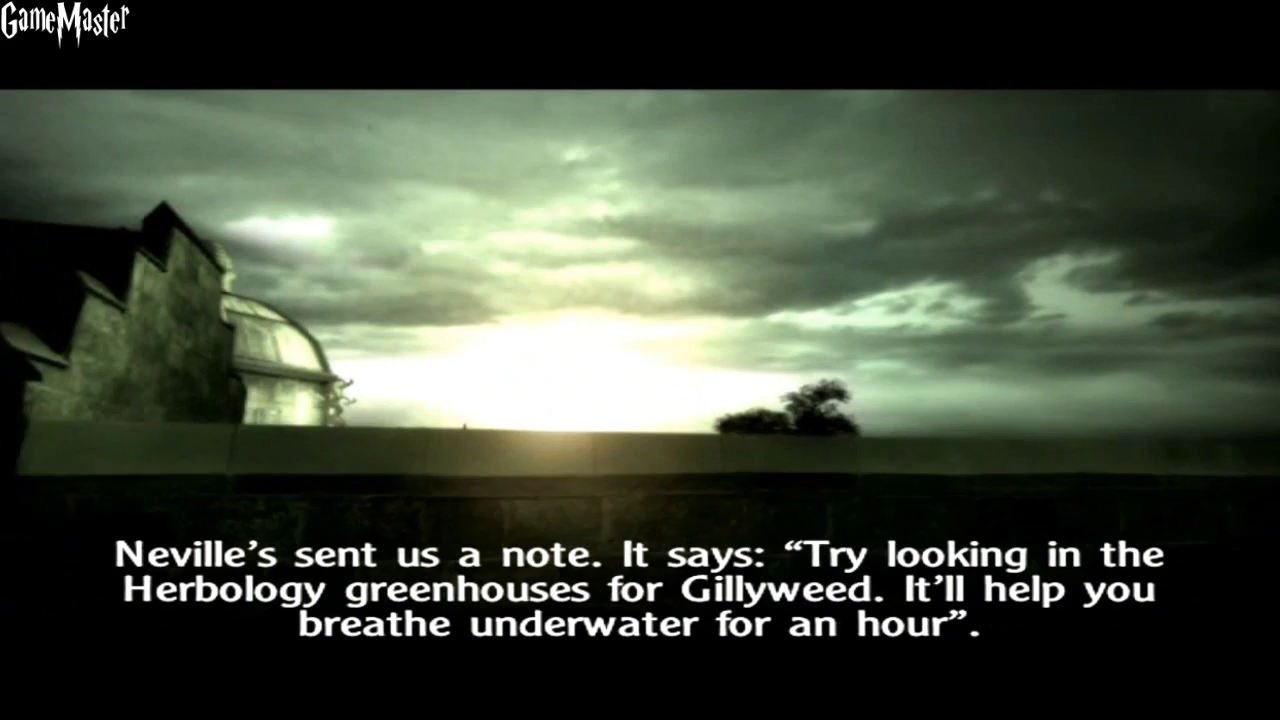 GameMaster
Neville’s sent us a note. It says: “Try looking in the
Herbology greenhouses for Gillyweed. It’ll help you
breathe underwater for an hour”.